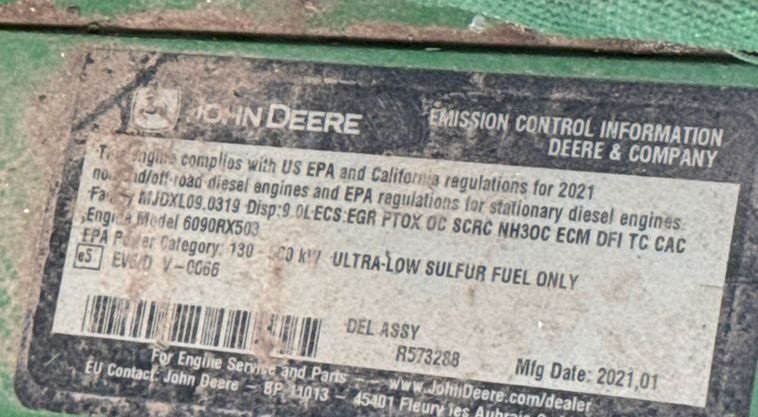 JOHN DEERE
EMISSION CONTROL INFORMATION
DEERE & COMPANY
engine complies with US EPA and California regulations for 2021
road diesel engines and EPA regulations for stationary diesel engines.
MJDXL09.0319 Disp:9.0L ECS:EGR PTOX OC SCRC NH3OC ECM DFI TC CAC
Engine Model 6090RX503
EPA Power Category: 130 - kW ULTRA-LOW SULFUR FUEL ONLY
e5 V-0066
DEL ASSY
R573288
Mfg Date: 2021,01
For Engine Service and Parts - www.JohnDeere.com/dealer
EU Contact: John Deere - BP 11013 - 45401 Fleury les